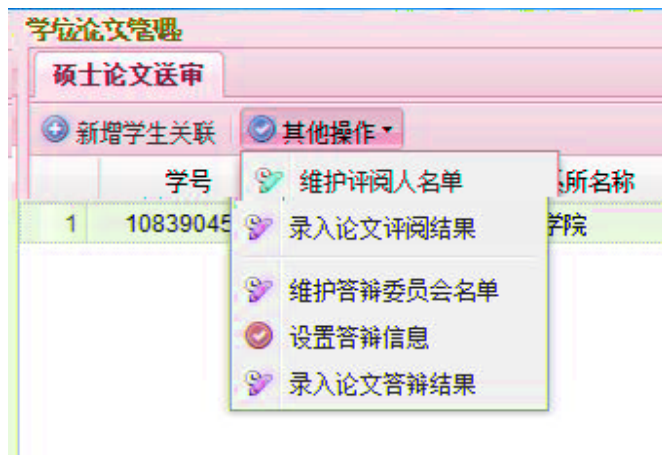 学位论文管理
硕士论文送审
新增学生关联 其他操作
学号 系所名称
1 10839045 学院
维护评阅人名单
录入论文评阅结果
维护答辩委员会名单
设置答辩信息
录入论文答辩结果